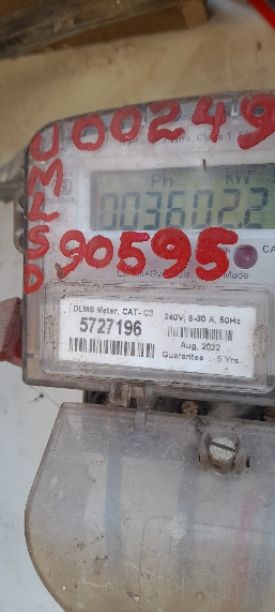 U00249
UMLSD
Ph KW
003602.2
90595
DLMS Meter, CAT- C3
5727196
240V, 5-30 A, 50Hz
Aug, 2022
Guarantee : 5 Yrs.